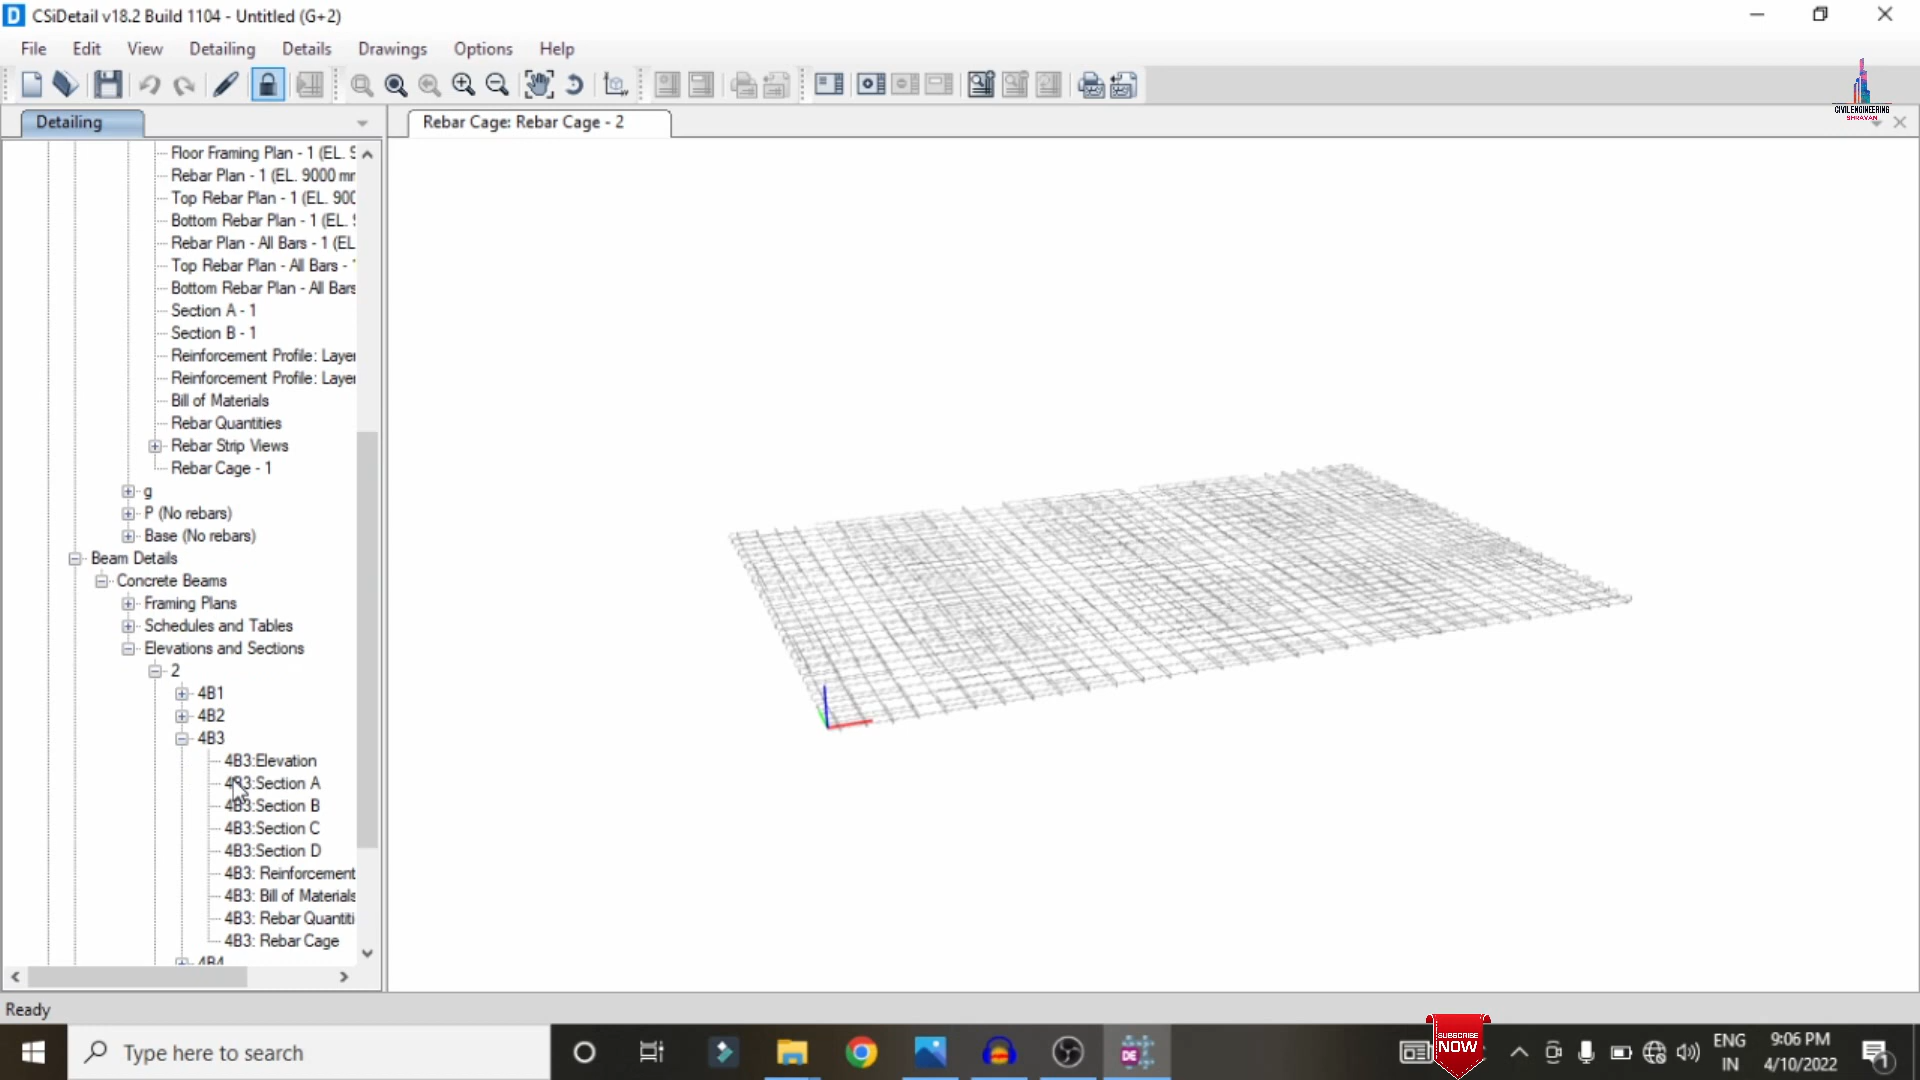 CSiDetail v18.2 Build 1104 - Untitled (G+2)
File Edit View Detailing Details Drawings Options Help
CIVILENGINEERING
SHRAVAN
Detailing
Rebar Cage: Rebar Cage - 2
Floor Framing Plan - 1 (EL.
Rebar Plan - 1 (EL. 9000 mr
Top Rebar Plan - 1 (EL. 900
Bottom Rebar Plan - 1 (EL.
Rebar Plan - All Bars - 1 (EL
Top Rebar Plan - All Bars -
Bottom Rebar Plan - All Bars
Section A - 1
Section B - 1
Reinforcement Profile: Layer
Reinforcement Profile: Layer
Bill of Materials
Rebar Quantities
Rebar Strip Views
Rebar Cage - 1
g
P (No rebars)
Base (No rebars)
Beam Details
Concrete Beams
Framing Plans
Schedules and Tables
Elevations and Sections
2
4B1
4B2
4B3
4B3:Elevation
4B3:Section A
4B3:Section B
4B3:Section C
4B3:Section D
4B3: Reinforcement
4B3: Bill of Materials
4B3: Rebar Quantiti
4B3: Rebar Cage
4B4
Ready
Type here to search
DE
SUBSCRIBE
NOW
ENG
IN
9:06 PM
4/10/2022
1